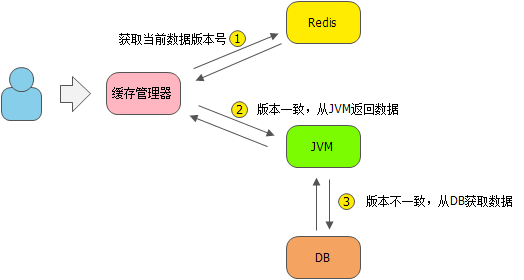 Redis
获取当前数据版本号 1
缓存管理器
2 版本一致，从JVM返回数据
JVM
3 版本不一致，从DB获取数据
DB